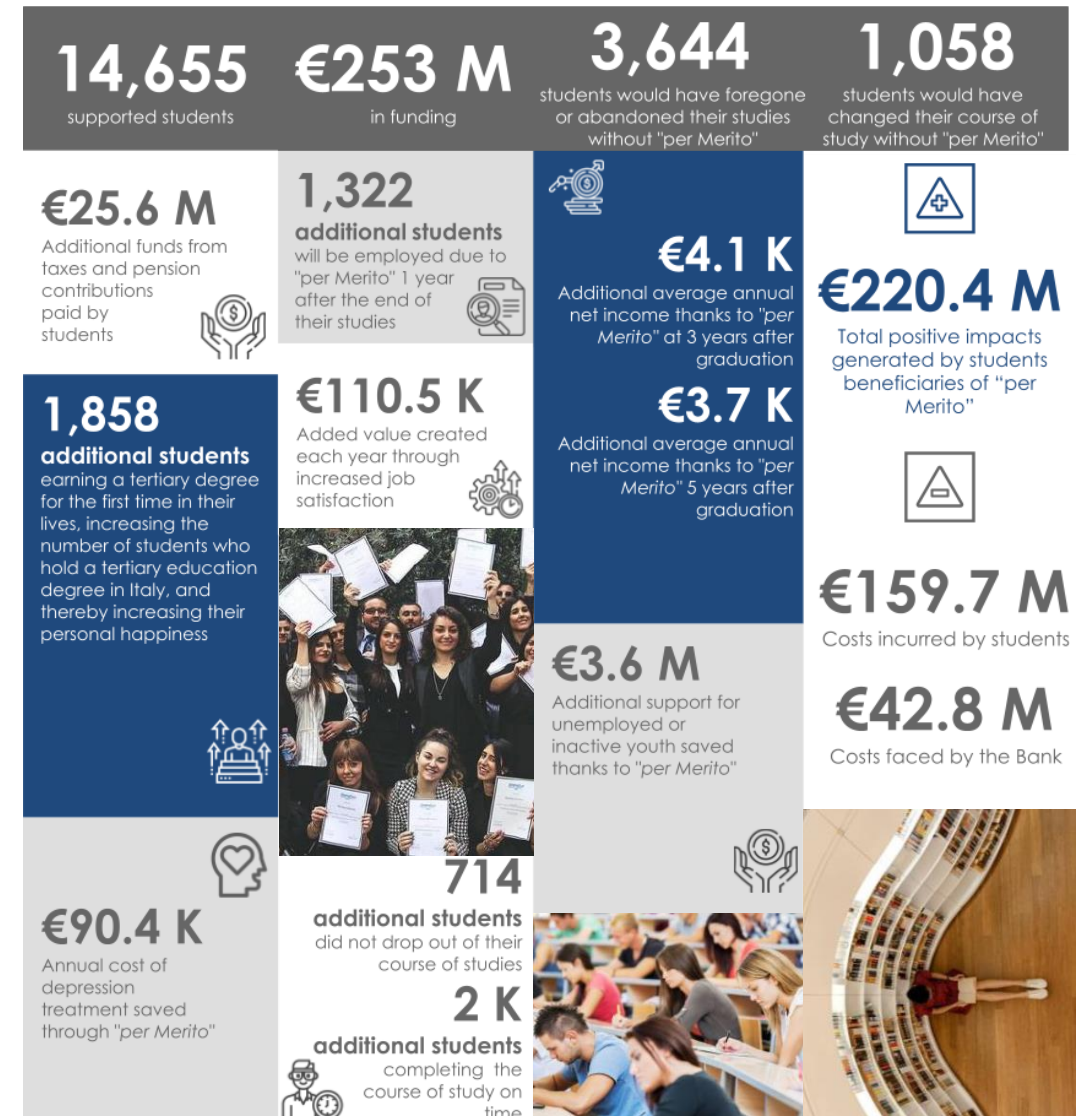 14,655
supported students
€253 M
in funding
3,644
students would have foregone
or abandoned their studies
without "per Merito"
1,058
students would have
changed their course of
study without "per Merito"
€25.6 M
Additional funds from
taxes and pension
contributions
paid by
students
1,858
additional students
earning a tertiary degree
for the first time in their
lives, increasing the
number of students who
hold a tertiary education
degree in Italy, and
thereby increasing their
personal happiness
€90.4 K
Annual cost of
depression
treatment saved
through "per Merito"
1,322
additional students
will be employed due to
"per Merito" 1 year
after the end of
their studies
€110.5 K
Added value created
each year through
increased job
satisfaction
714
additional students
did not drop out of their
course of studies
2 K
additional students
completing the
course of study on
time
€4.1 K
Additional average annual
net income thanks to "per
Merito" at 3 years after
graduation
€3.7 K
Additional average annual
net income thanks to "per
Merito" 5 years after
graduation
€3.6 M
Additional support for
unemployed or
inactive youth saved
thanks to "per Merito"
€220.4 M
Total positive impacts
generated by students
beneficiaries of “per
Merito”
€159.7 M
Costs incurred by students
€42.8 M
Costs faced by the Bank